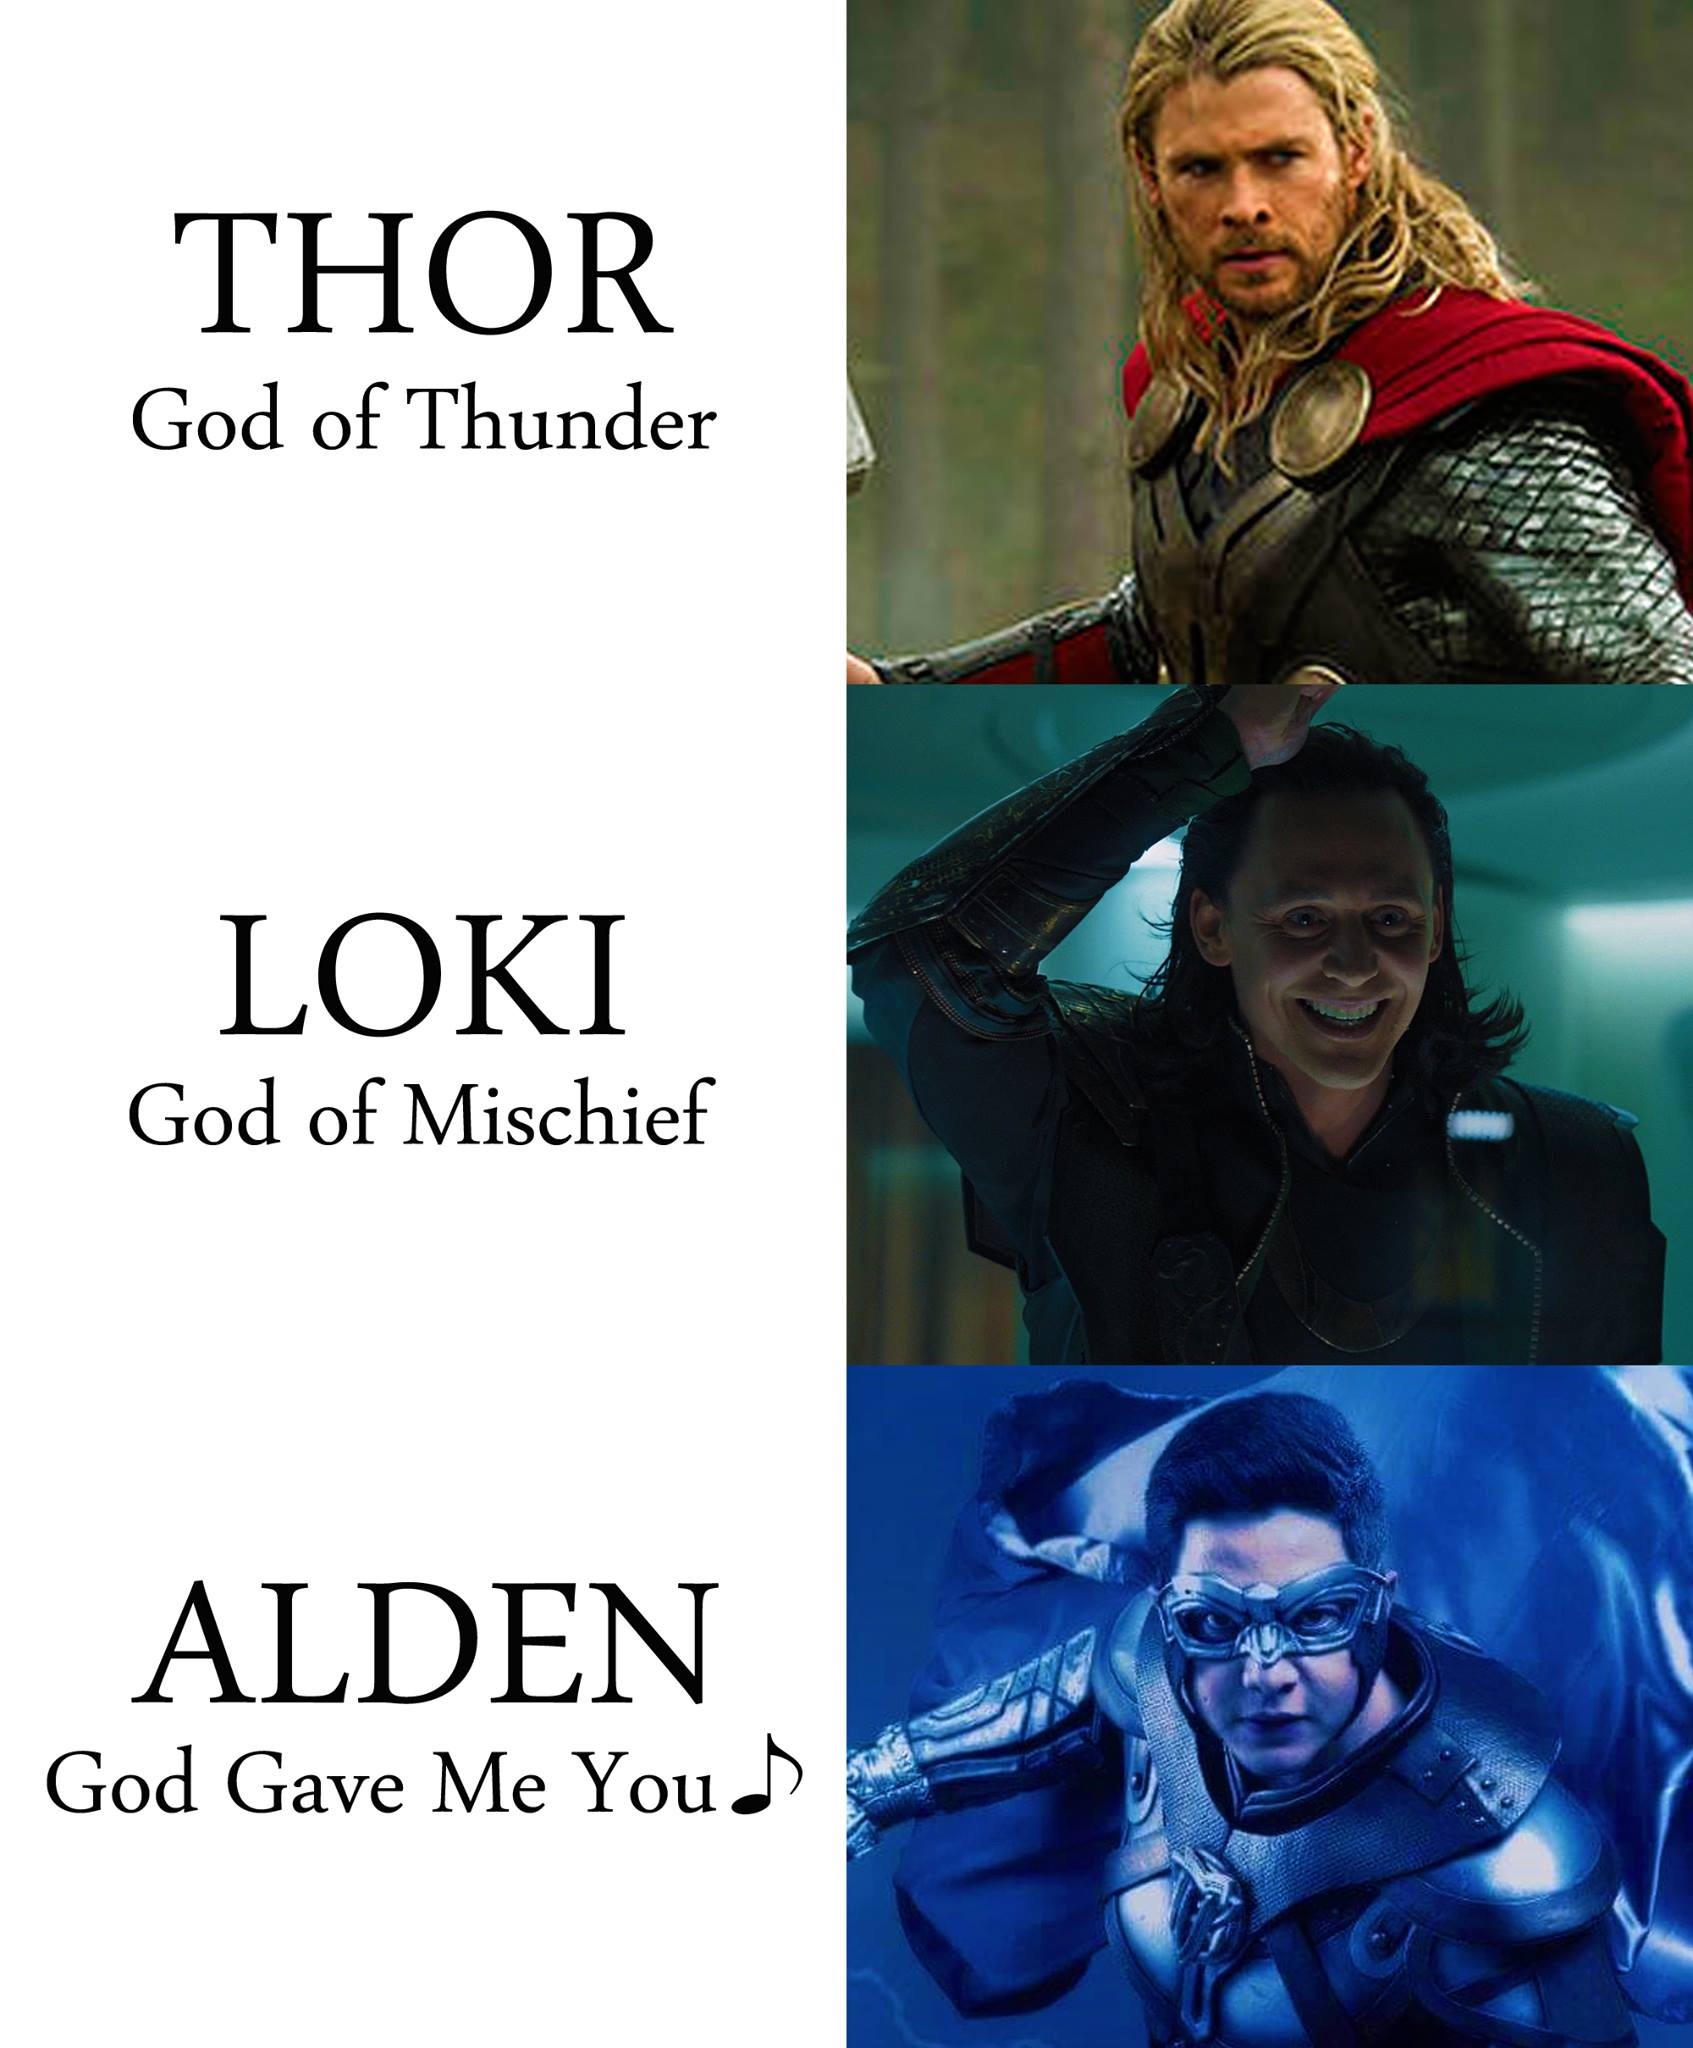 THOR
God of Thunder
LOKI
God of Mischief
ALDEN
God Gave Me You♪